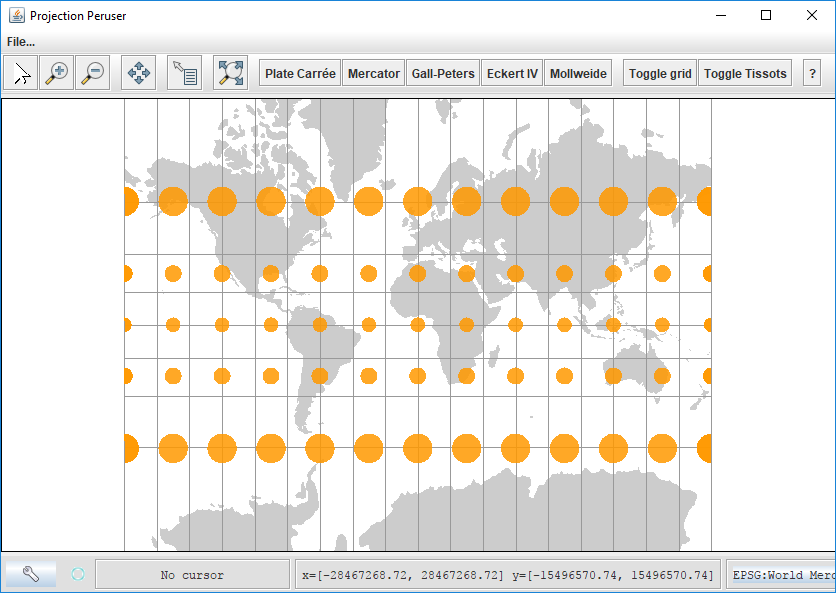 Projection Peruser
File...
Plate Carrée Mercator Gall-Peters Eckert IV Mollweide Toggle grid Toggle Tissots ?
No cursor x=[-28467268.72, 28467268.72] y=[-15496570.74, 15496570.74] EPSG:World Merc